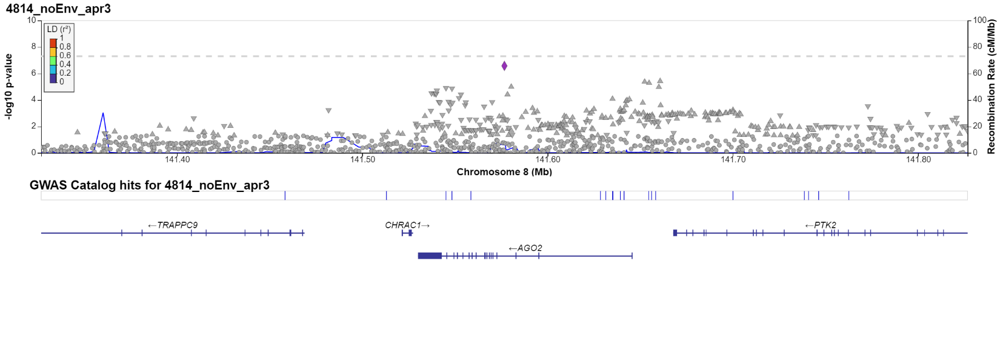 4814_noEnv_apr3
10
8
6
4
2
0
-log10 p-value
LD (r²)
1
0.8
0.6
0.4
0.2
0
100
80
60
40
20
0
Recombination Rate (cM/Mb)
141.40
141.50
141.60
141.70
141.80
Chromosome 8 (Mb)
GWAS Catalog hits for 4814_noEnv_apr3
←TRAPPC9
CHRAC1→
←PTK2
←AGO2